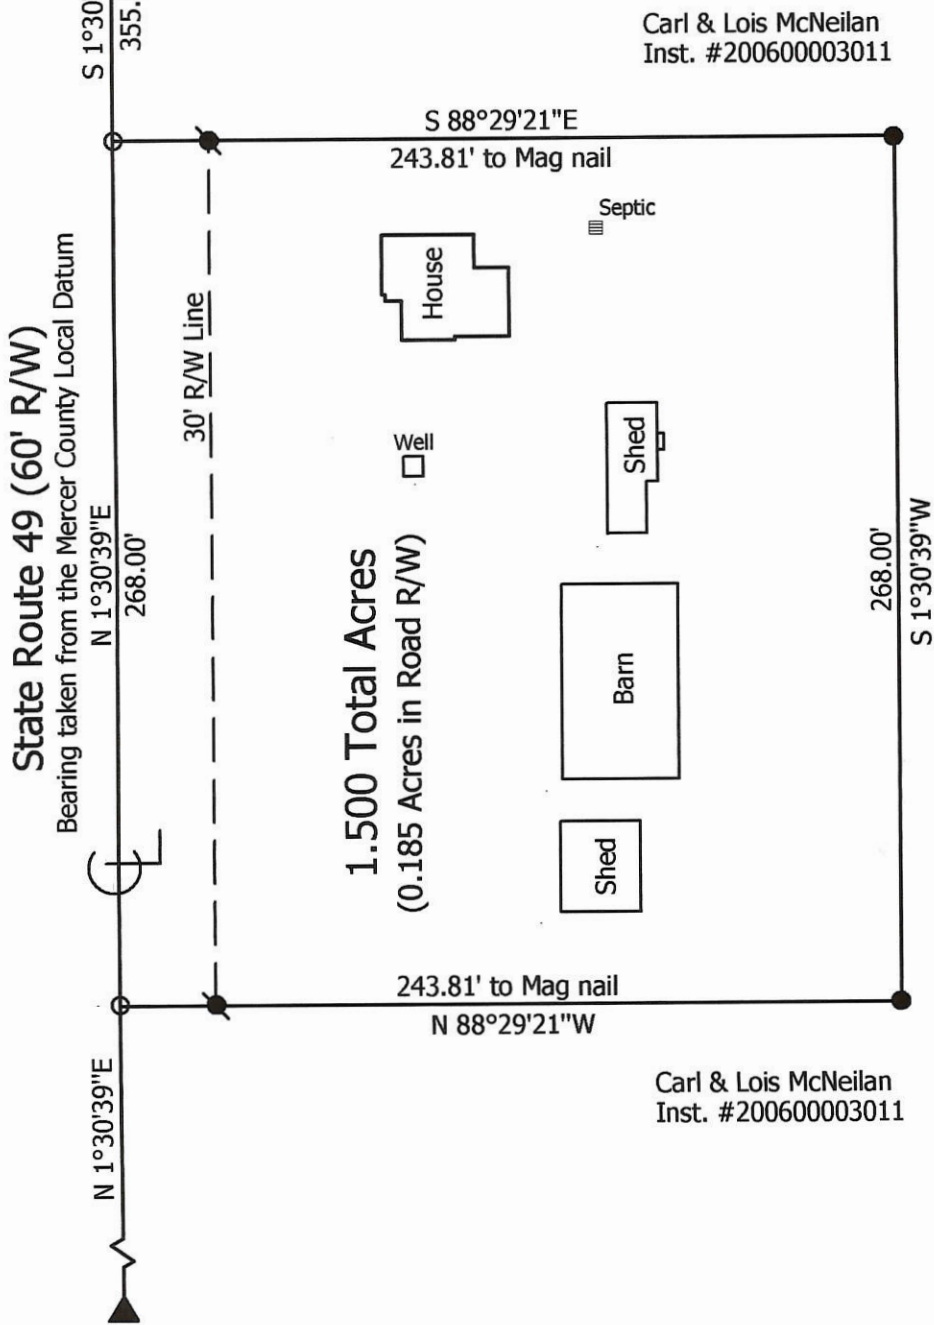 S 1°30
355.
Carl & Lois McNeilan
Inst. #200600003011
S 88°29'21"E
243.81' to Mag nail
Septic
House
State Route 49 (60' R/W)
Bearing taken from the Mercer County Local Datum
30' R/W Line
N 1°30'39"E
268.00'
Well
Shed
1.500 Total Acres
(0.185 Acres in Road R/W)
268.00'
S 1°30'39"W
Barn
Shed
243.81' to Mag nail
N 88°29'21"W
N 1°30'39"E
Carl & Lois McNeilan
Inst. #200600003011